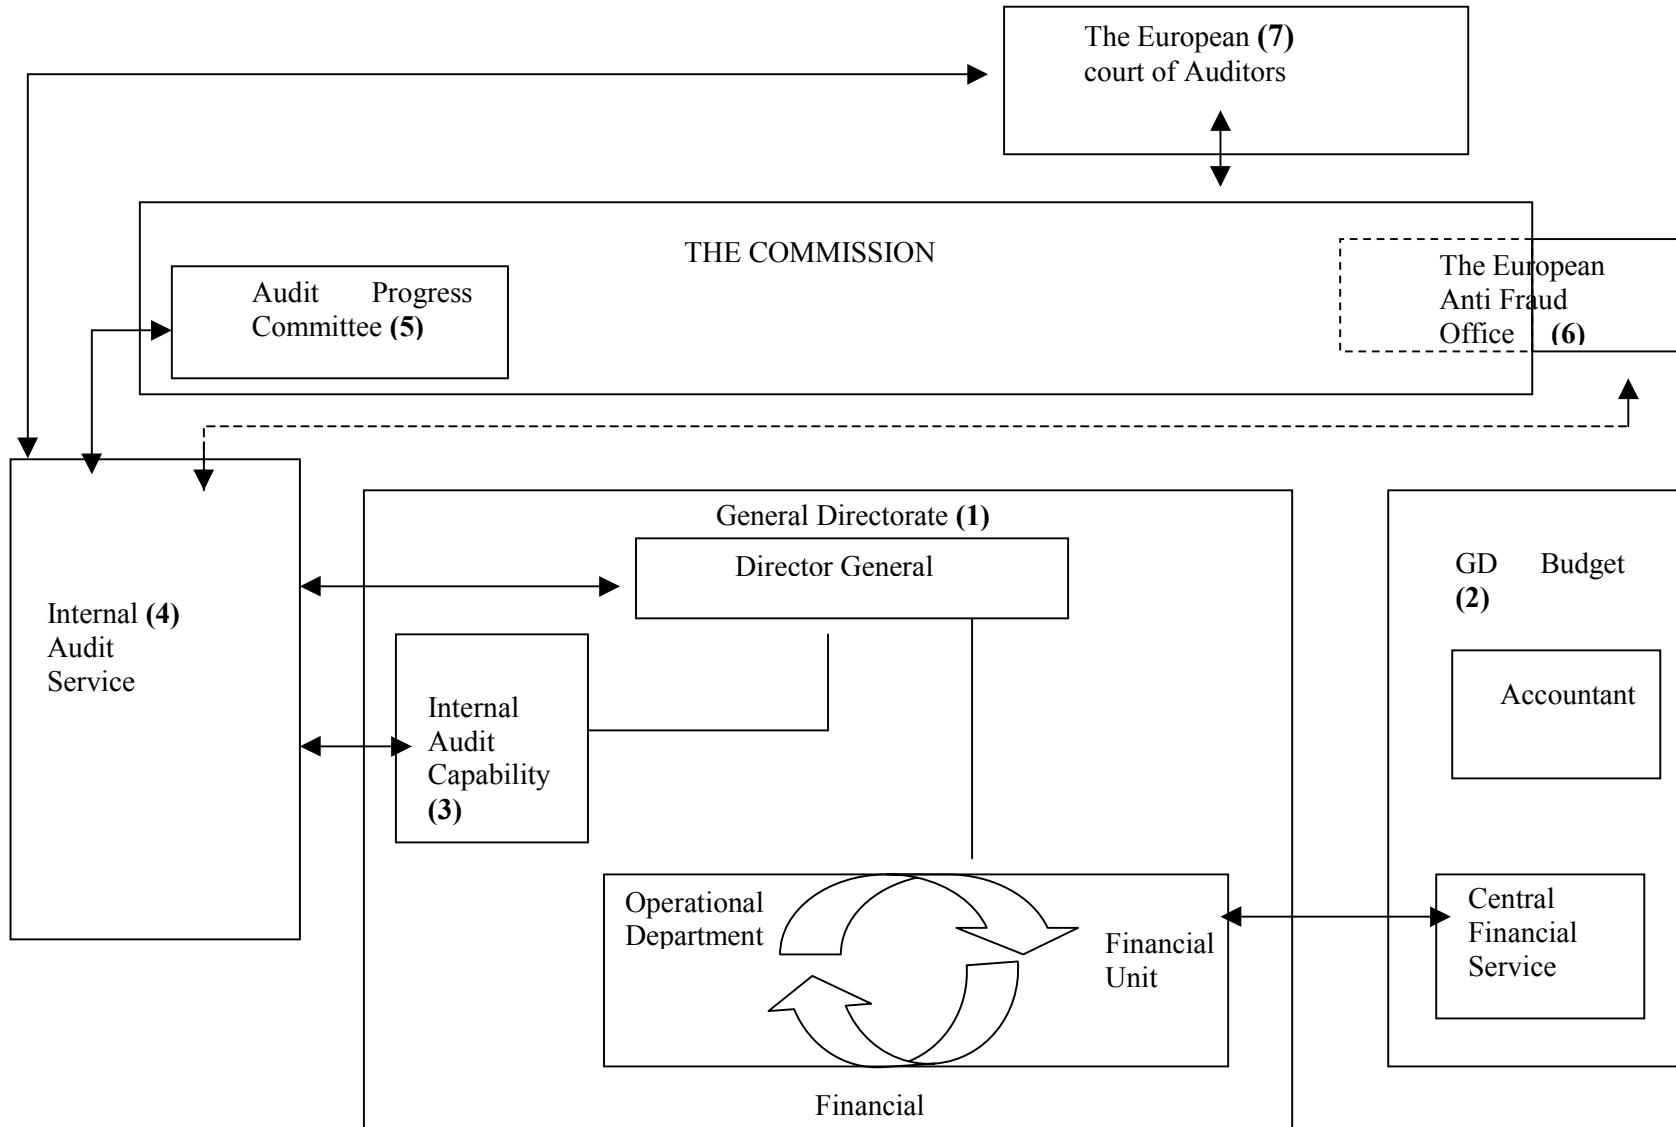 The European (7)
court of Auditors
THE COMMISSION
Audit Progress
Committee (5)
The European
Anti Fraud
Office (6)
General Directorate (1)
Director General
GD Budget
(2)
Internal (4)
Audit
Service
Accountant
Internal
Audit
Capability
(3)
Operational
Department
Financial
Unit
Central
Financial
Service
Financial